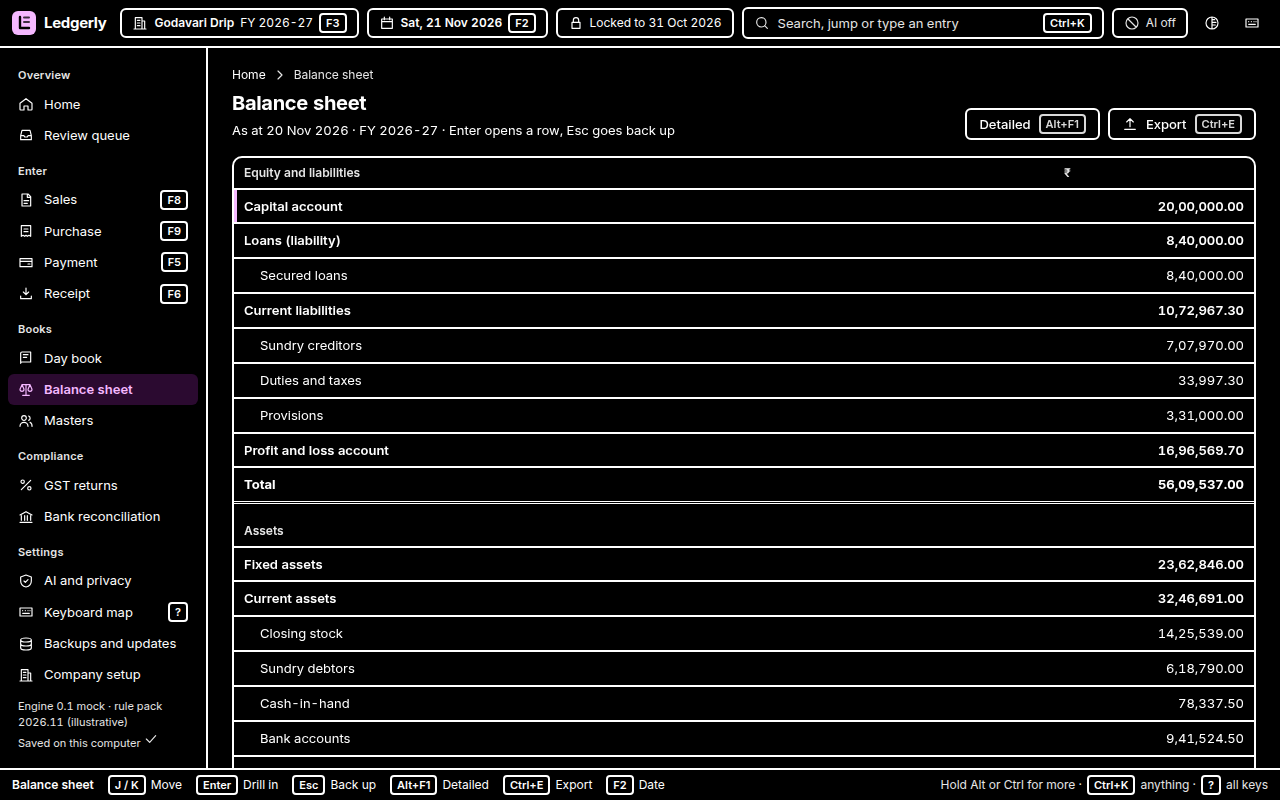 Ledgerly
Godavari Drip FY 2026-27 F3
Sat, 21 Nov 2026 F2
Locked to 31 Oct 2026
Search, jump or type an entry Ctrl+K
AI off
Overview
Home
Review queue
Enter
Sales F8
Purchase F9
Payment F5
Receipt F6
Books
Day book
Balance sheet
Masters
Compliance
GST returns
Bank reconciliation
Settings
AI and privacy
Keyboard map ?
Backups and updates
Company setup
Engine 0.1 mock · rule pack
2026.11 (illustrative)
Saved on this computer
Home Balance sheet
Balance sheet
As at 20 Nov 2026 · FY 2026-27 · Enter opens a row, Esc goes back up
Detailed Alt+F1
Export Ctrl+E
Equity and liabilities ₹
Capital account 20,00,000.00
Loans (liability) 8,40,000.00
Secured loans 8,40,000.00
Current liabilities 10,72,967.30
Sundry creditors 7,07,970.00
Duties and taxes 33,997.30
Provisions 3,31,000.00
Profit and loss account 16,96,569.70
Total 56,09,537.00
Assets
Fixed assets 23,62,846.00
Current assets 32,46,691.00
Closing stock 14,25,539.00
Sundry debtors 6,18,790.00
Cash-in-hand 78,337.50
Bank accounts 9,41,524.50
Balance sheet J / K Move Enter Drill in Esc Back up Alt+F1 Detailed Ctrl+E Export F2 Date
Hold Alt or Ctrl for more · Ctrl+K anything · ? all keys